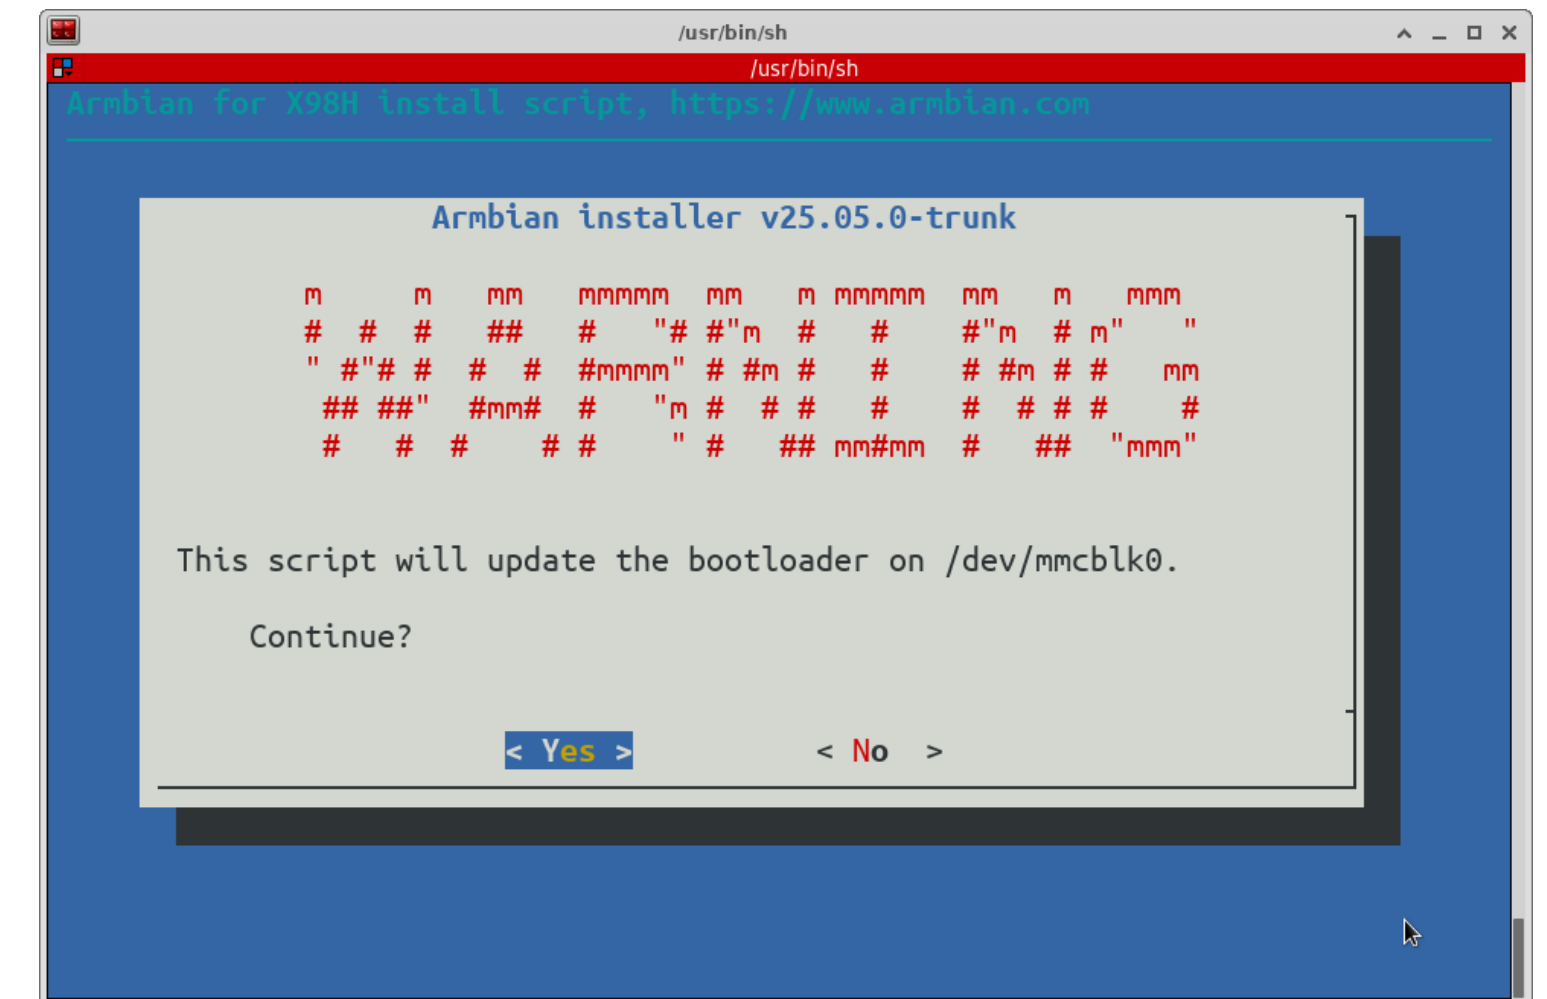 /usr/bin/sh
/usr/bin/sh
Armbian for X98H install script, https://www.armbian.com
Armbian installer v25.05.0-trunk
WARNING
This script will update the bootloader on /dev/mmcblk0.
Continue?
< Yes > < No >